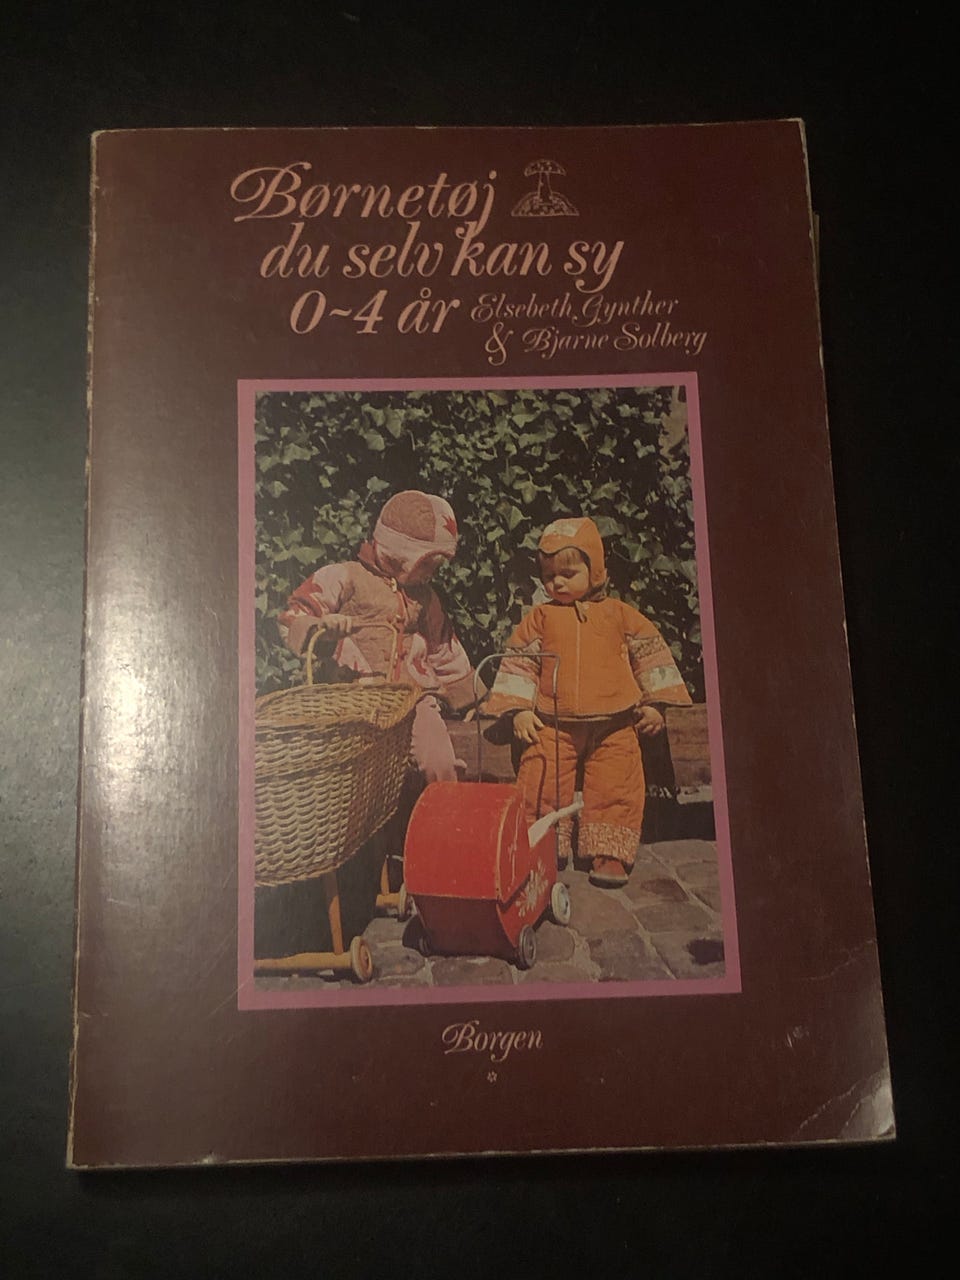 Børnetøj
du selv kan sy
0~4 år
Elsebeth Gynther
& Bjarne Solberg
Borgen